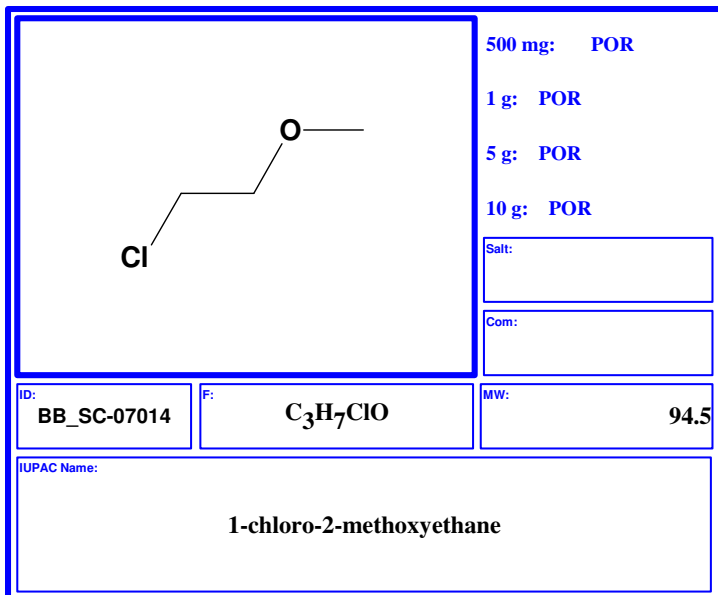 O
Cl
500 mg: POR
1 g: POR
5 g: POR
10 g: POR
Salt:
Com:
ID:
BB_SC-07014
F:
C3H7ClO
MW:
94.5
IUPAC Name:
1-chloro-2-methoxyethane